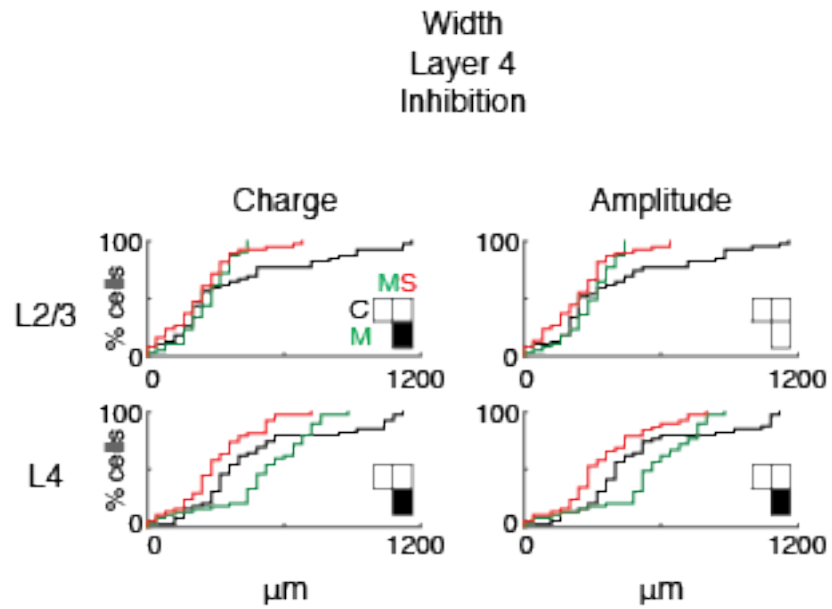 Width
Layer 4
Inhibition
Charge
Amplitude
L2/3
% cells
100
0
MS
C
M
0
1200
100
0
0
1200
L4
% cells
100
0
0
1200
μm
100
0
0
1200
μm